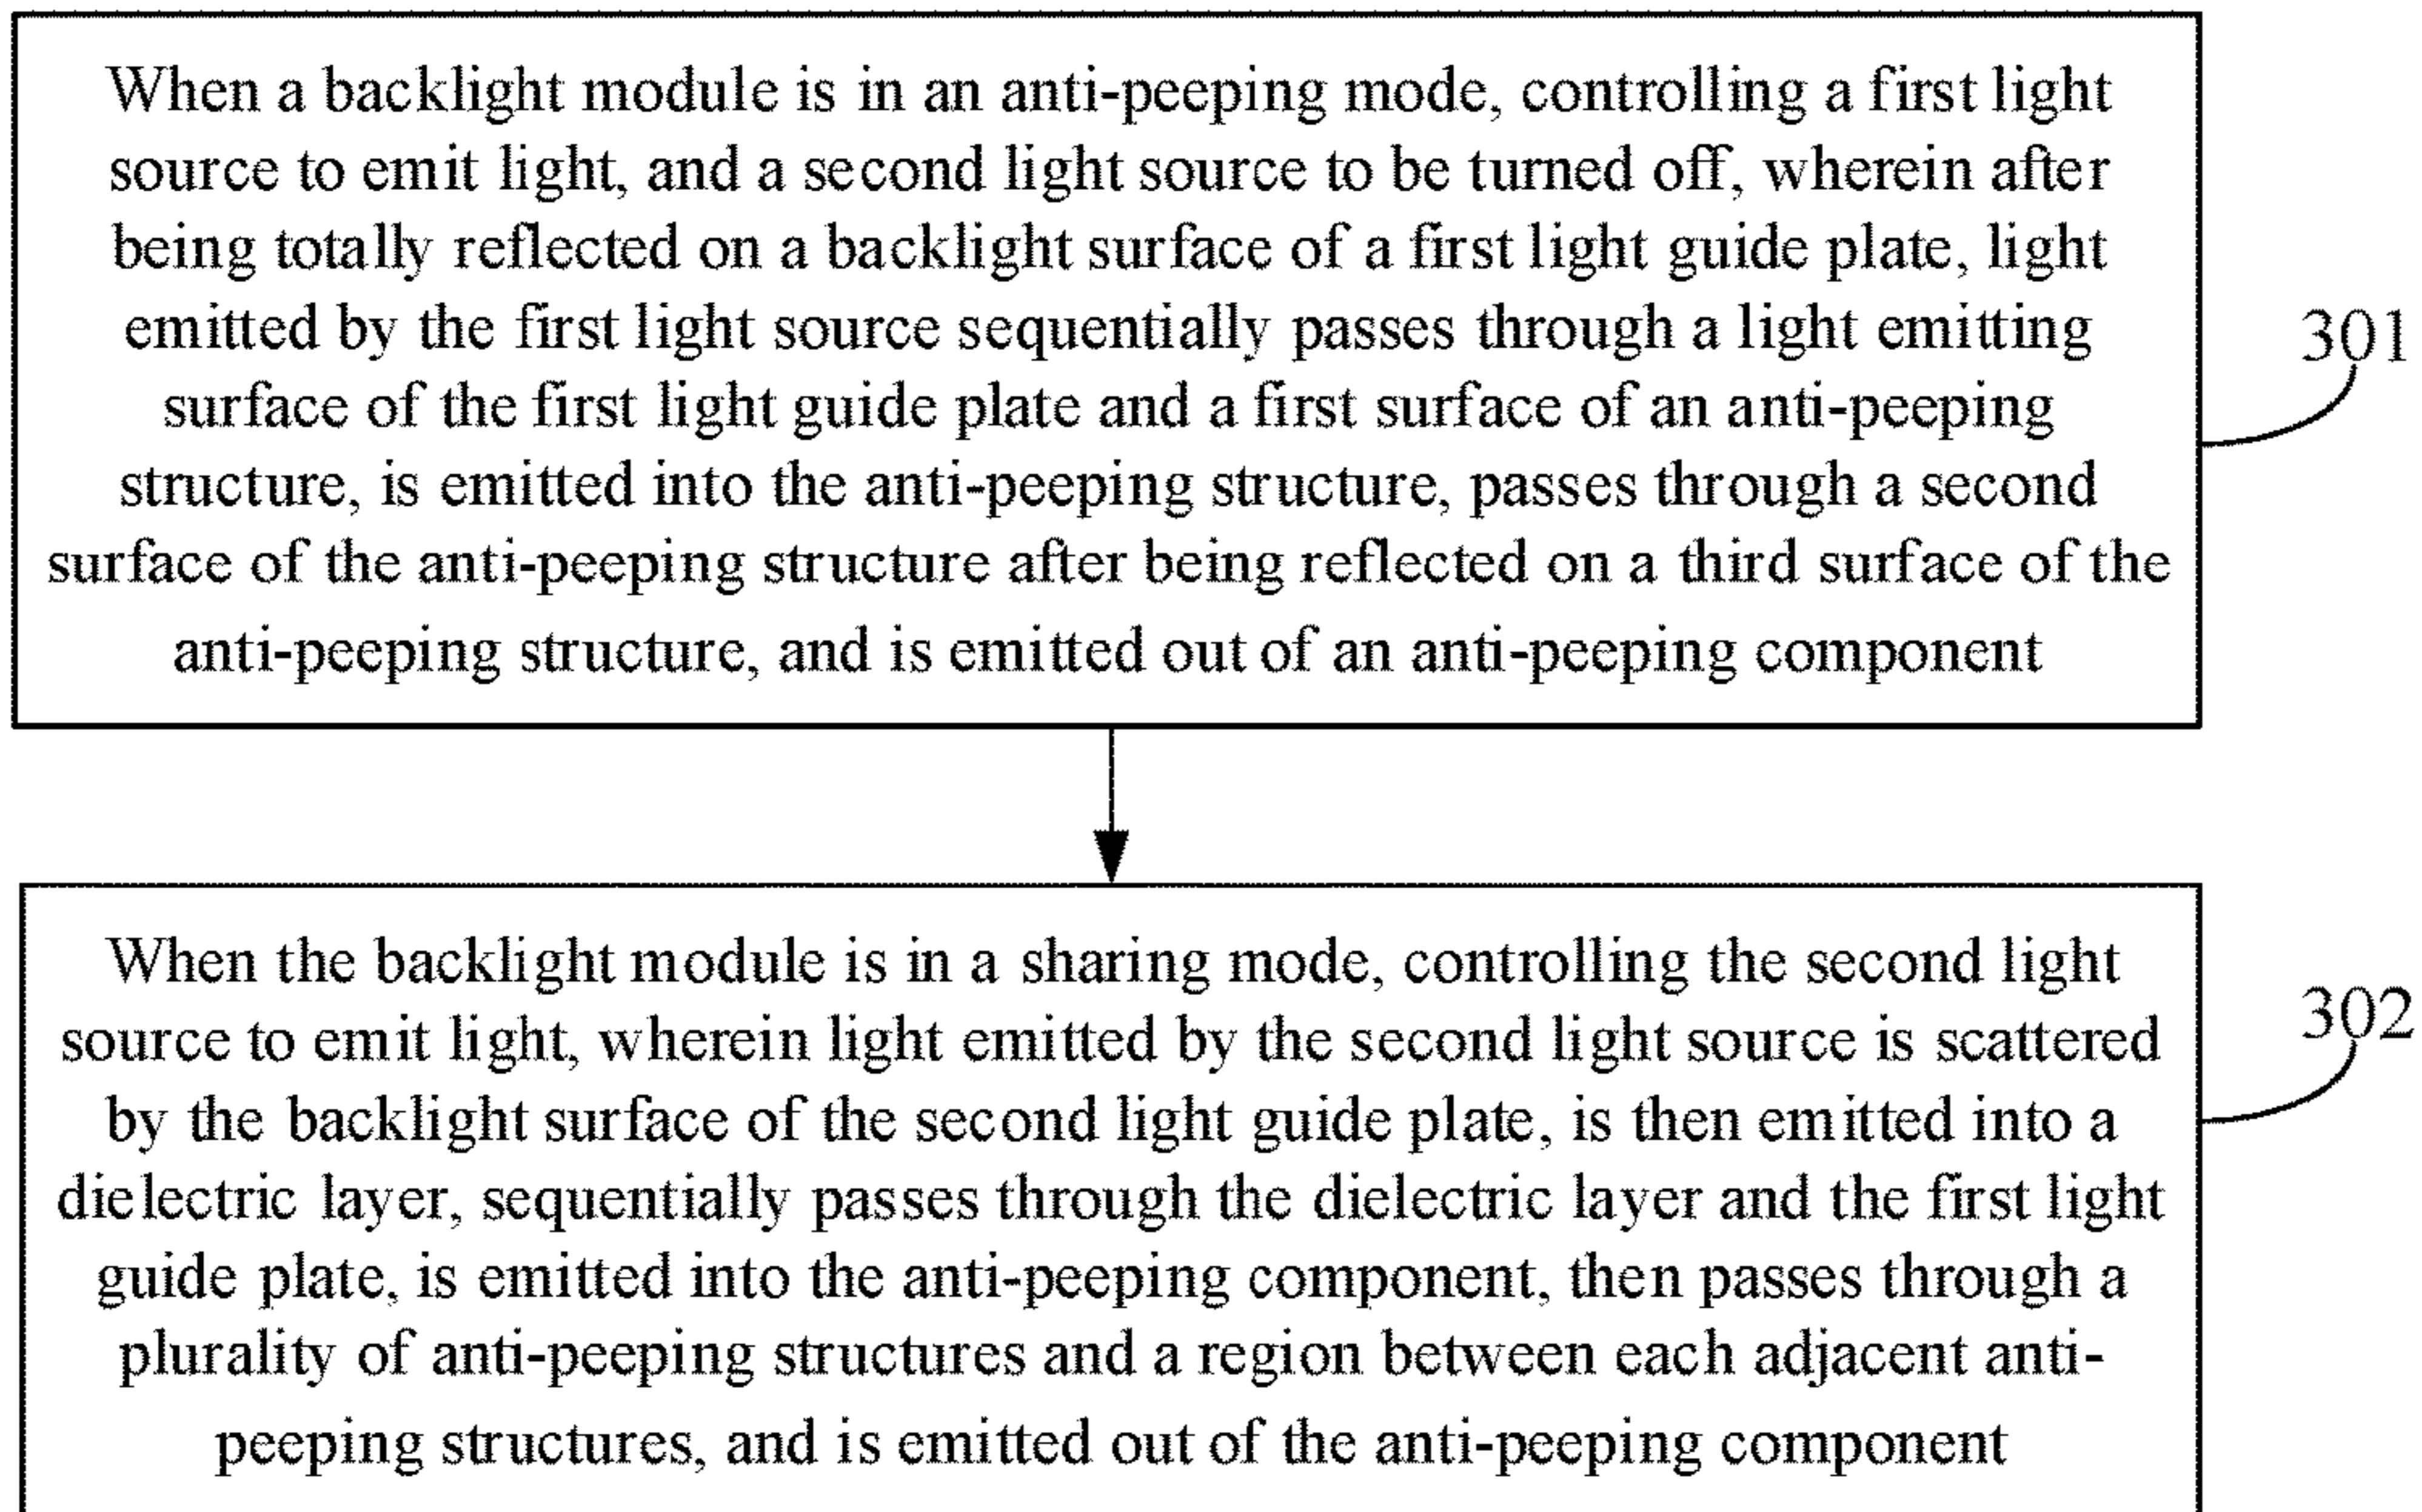 When a backlight module is in an anti-peeping mode, controlling a first light
source to emit light, and a second light source to be turned off, wherein after
being totally reflected on a backlight surface of a first light guide plate, light
emitted by the first light source sequentially passes through a light emitting
surface of the first light guide plate and a first surface of an anti-peeping
structure, is emitted into the anti-peeping structure, passes through a second
surface of the anti-peeping structure after being reflected on a third surface of the
anti-peeping structure, and is emitted out of an anti-peeping component
301
When the backlight module is in a sharing mode, controlling the second light
source to emit light, wherein light emitted by the second light source is scattered
by the backlight surface of the second light guide plate, is then emitted into a
dielectric layer, sequentially passes through the dielectric layer and the first light
guide plate, is emitted into the anti-peeping component, then passes through a
plurality of anti-peeping structures and a region between each adjacent anti-
peeping structures, and is emitted out of the anti-peeping component
302